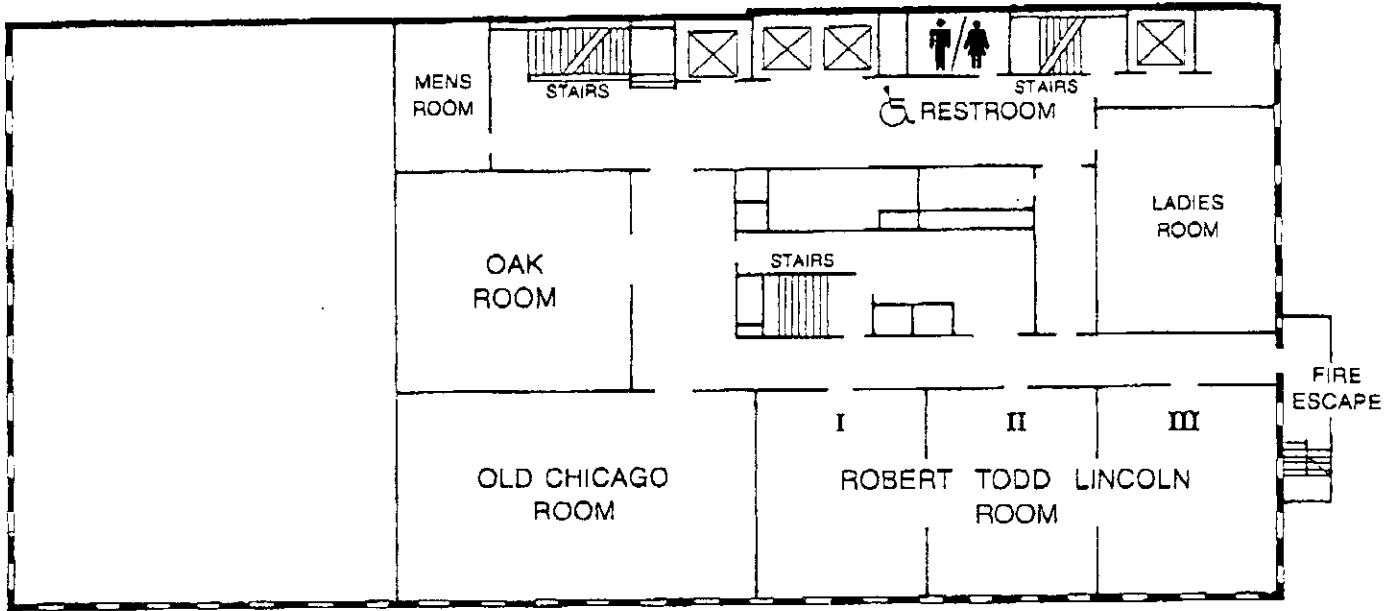 MENS
ROOM
STAIRS
STAIRS
RESTROOM
LADIES
ROOM
OAK
ROOM
STAIRS
FIRE
ESCAPE
I
II
III
OLD CHICAGO
ROOM
ROBERT TODD LINCOLN
ROOM